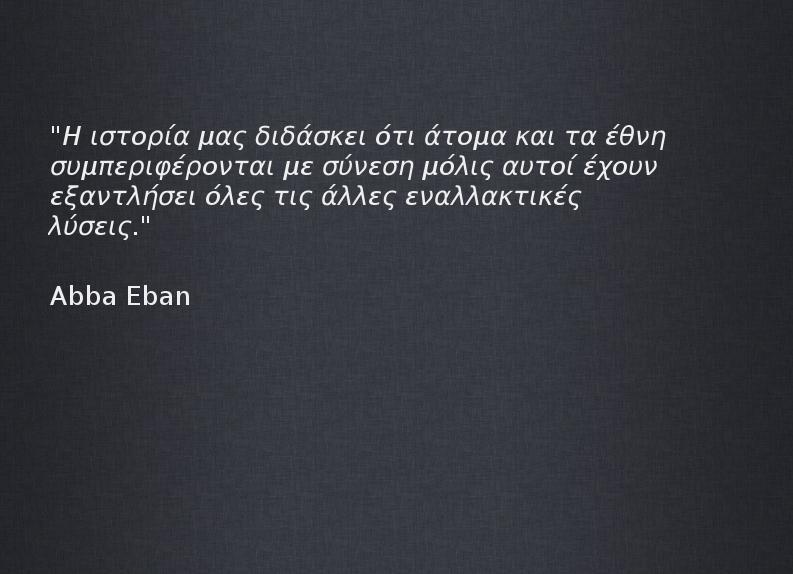 "Η ιστορία μας διδάσκει ότι άτομα και τα έθνη
συμπεριφέρονται με σύνεση μόλις αυτοί έχουν
εξαντλήσει όλες τις άλλες εναλλακτικές
λύσεις."
Abba Eban